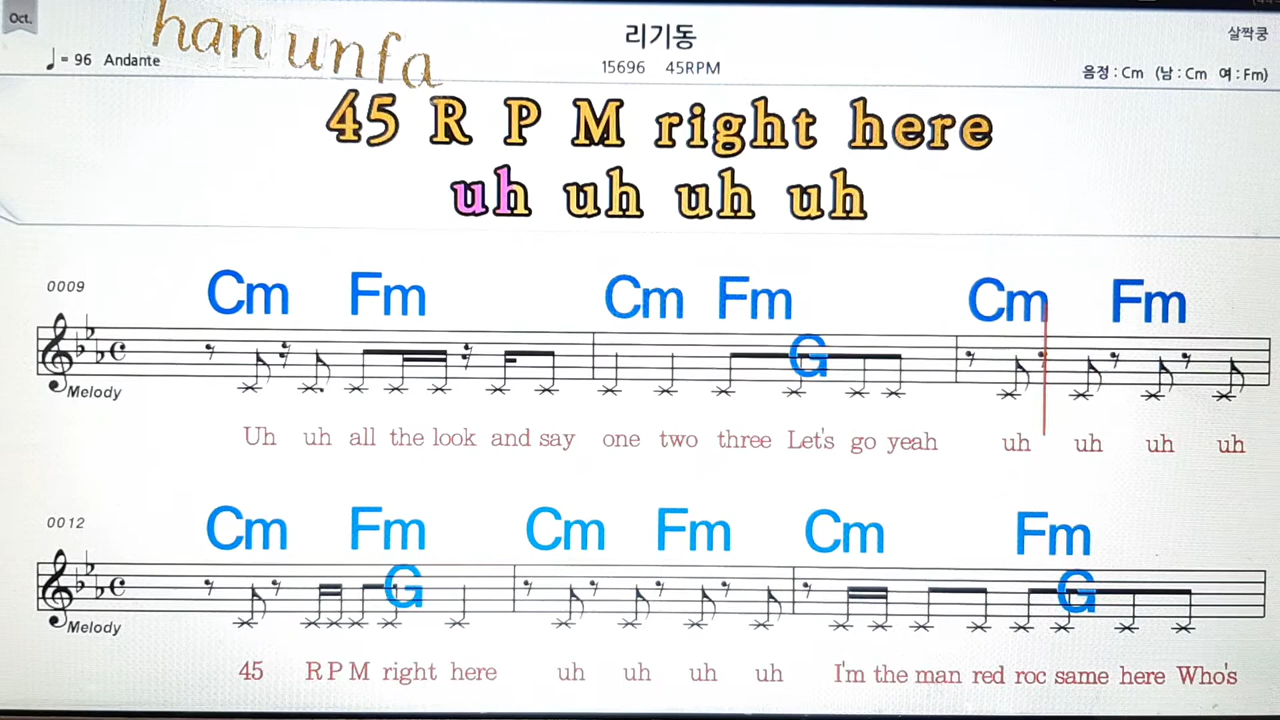 Oct.
han unfa
♩ = 96 Andante
리기동
15696 45RPM
살짝쿵
음정 : Cm (남 : Cm 여 : Fm)
45 R P M right here
uh uh uh uh
0009
Cm Fm Cm Fm G Cm Fm
Melody
Uh uh all the look and say one two three Let's go yeah uh uh uh uh
0012
Cm Fm G Cm Fm Cm Fm G
Melody
45 R P M right here uh uh uh uh I'm the man red roc same here Who's